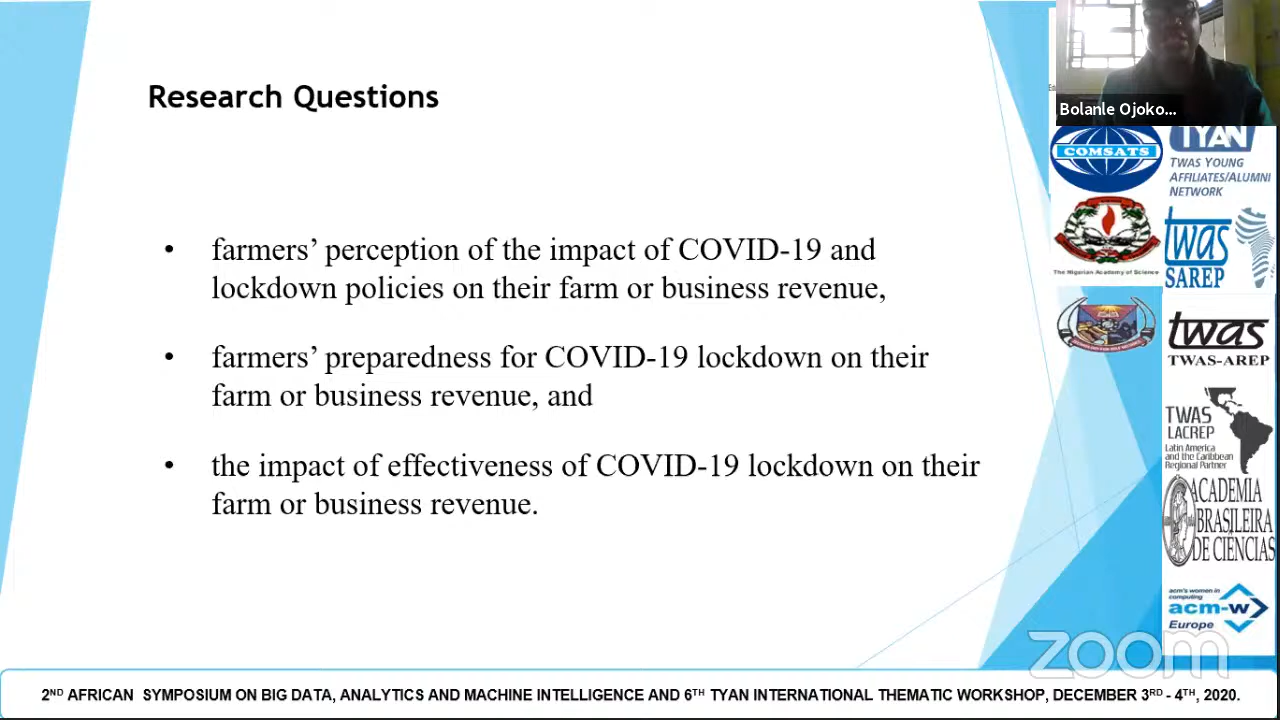 Research Questions
Bolanle Ojoko...
• farmers’ perception of the impact of COVID-19 and
lockdown policies on their farm or business revenue,
• farmers’ preparedness for COVID-19 lockdown on their
farm or business revenue, and
• the impact of effectiveness of COVID-19 lockdown on their
farm or business revenue.
COMSATS
TYAN
TWAS YOUNG
AFFILIATES/ALUMNI
NETWORK
The Nigerian Academy of Science
twas
SAREP
twas
TWAS-AREP
TWAS
LACREP
Latin America
and the Caribbean
Regional Partner
ACADEMIA
BRASILEIRA
DE CIÊNCIAS
acm's women in
computing
acm-w
Europe
zoom
2ND AFRICAN SYMPOSIUM ON BIG DATA, ANALYTICS AND MACHINE INTELLIGENCE AND 6TH TYAN INTERNATIONAL THEMATIC WORKSHOP, DECEMBER 3RD - 4TH, 2020.